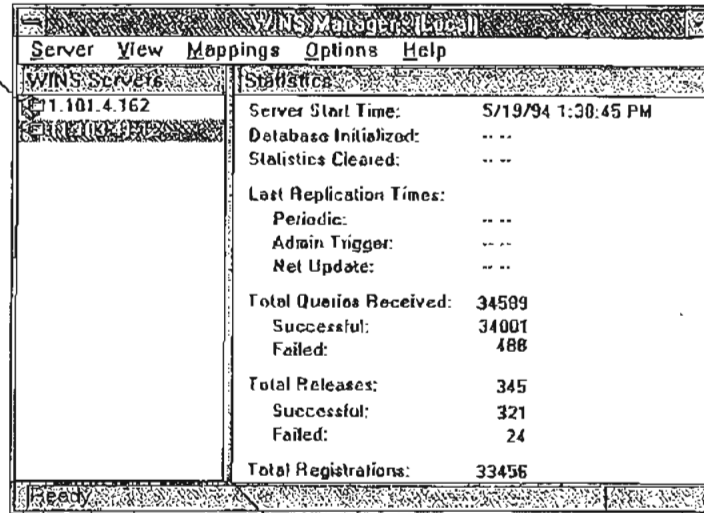 WINS Manager - [Local]
Server View Mappings Options Help
WINS Servers
11.101.4.162
Statistics
Server Start Time: 5/19/94 1:30:45 PM
Database Initialized: -- --
Statistics Cleared: -- --
Last Replication Times:
Periodic: -- --
Admin Trigger: -- --
Net Update: -- --
Total Queries Received: 34589
Successful: 34001
Failed: 488
Total Releases: 345
Successful: 321
Failed: 24
Total Registrations: 33456
Ready